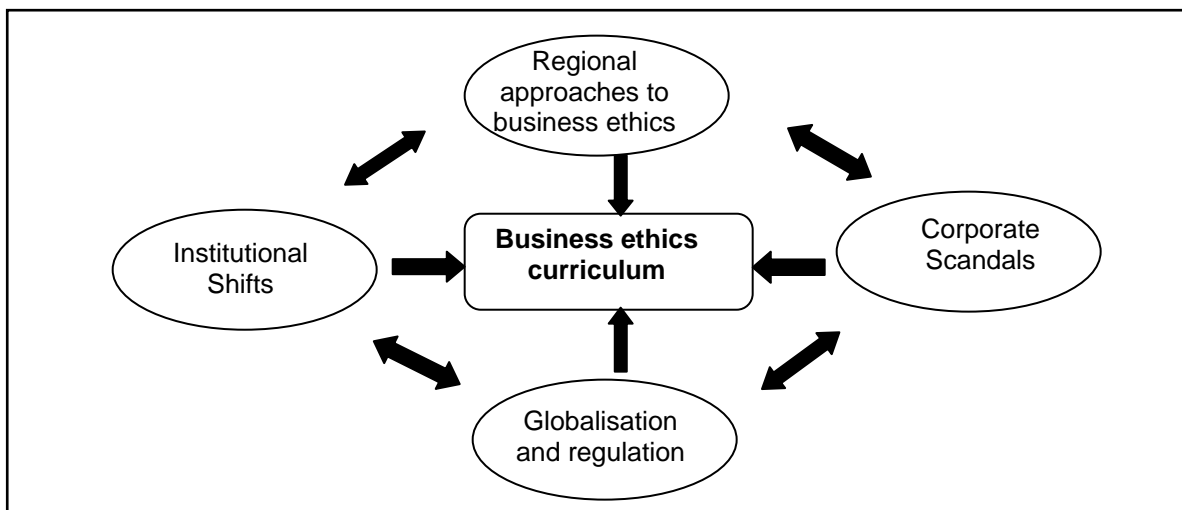 Regional
approaches to
business ethics
Institutional
Shifts
Business ethics
curriculum
Corporate
Scandals
Globalisation
and regulation